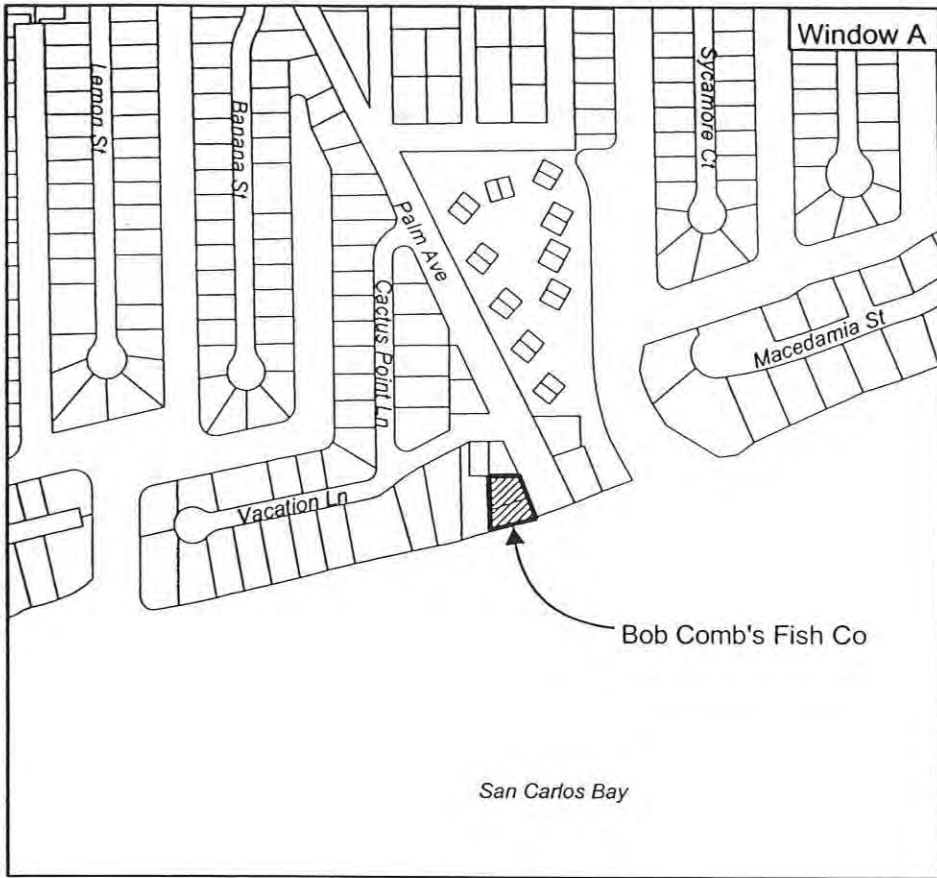 Window A
Lemon St
Banana St
Sycamore Ct
Palm Ave
Cactus Point Ln
Macedamia St
Vacation Ln
Bob Comb's Fish Co
San Carlos Bay